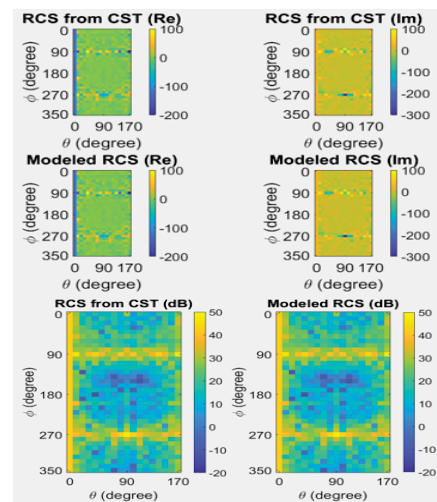 RCS from CST (Re)
RCS from CST (Im)
0
90
180
270
350
ϕ (degree)
0 90 170
θ (degree)
100
0
-100
-200
0
90
180
270
350
ϕ (degree)
0 90 170
θ (degree)
100
0
-100
-200
-300
Modeled RCS (Re)
Modeled RCS (Im)
0
90
180
270
350
ϕ (degree)
0 90 170
θ (degree)
100
0
-100
-200
0
90
180
270
350
ϕ (degree)
0 90 170
θ (degree)
100
0
-100
-200
-300
RCS from CST (dB)
Modeled RCS (dB)
0
90
180
270
350
ϕ (degree)
0 90 170
θ (degree)
50
40
30
20
10
0
-10
-20
0
90
180
270
350
ϕ (degree)
0 90 180
θ (degree)
50
40
30
20
10
0
-10
-20